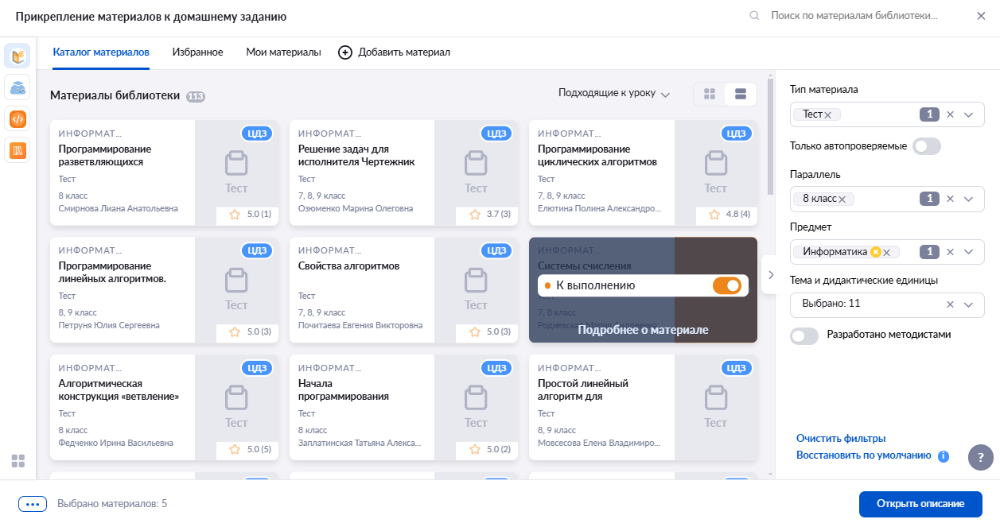 Прикрепление материалов к домашнему заданию
Поиск по материалам библиотеки...
Каталог материалов
Избранное
Мои материалы
Добавить материал
Материалы библиотеки 113
Подходящие к уроку
ИНФОРМАТ...
ЦДЗ
Программирование
разветвляющихся
Тест
8 класс
Смирнова Лиана Анатольевна
Тест
5.0 (1)
ИНФОРМАТ...
ЦДЗ
Решение задач для
исполнителя Чертежник
Тест
7, 8, 9 класс
Озюменко Марина Олеговна
Тест
3.7 (3)
ИНФОРМАТ...
ЦДЗ
Программирование
циклических алгоритмов
Тест
7, 8, 9 класс
Елютина Полина Александро...
Тест
4.8 (4)
ИНФОРМАТ...
ЦДЗ
Программирование
линейных алгоритмов.
Тест
8, 9 класс
Петруня Юлия Сергеевна
Тест
5.0 (3)
ИНФОРМАТ...
ЦДЗ
Свойства алгоритмов
Тест
7, 8, 9 класс
Почитаева Евгения Викторовна
Тест
5.0 (3)
ИНФОРМАТ...
Системы счисления
К выполнению
7, 8 класс
Подробнее о материале
ИНФОРМАТ...
ЦДЗ
Алгоритмическая
конструкция «ветвление»
Тест
8 класс
Федченко Ирина Васильевна
Тест
5.0 (5)
ИНФОРМАТ...
ЦДЗ
Начала
программирования
Тест
8 класс
Заплатинская Татьяна Алекса...
Тест
5.0 (2)
ИНФОРМАТ...
ЦДЗ
Простой линейный
алгоритм для
Тест
8, 9 класс
Мовсесова Елена Владимиро...
Тест
Тип материала
Тест
1
Только автопроверяемые
Параллель
8 класс
1
Предмет
Информатика К
1
Тема и дидактические единицы
Выбрано: 11
Разработано методистами
Очистить фильтры
Восстановить по умолчанию i
?
Выбрано материалов: 5
Открыть описание